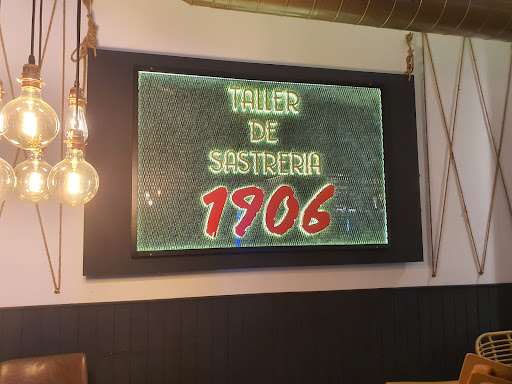 TALLER
DE
SASTRERIA
1906